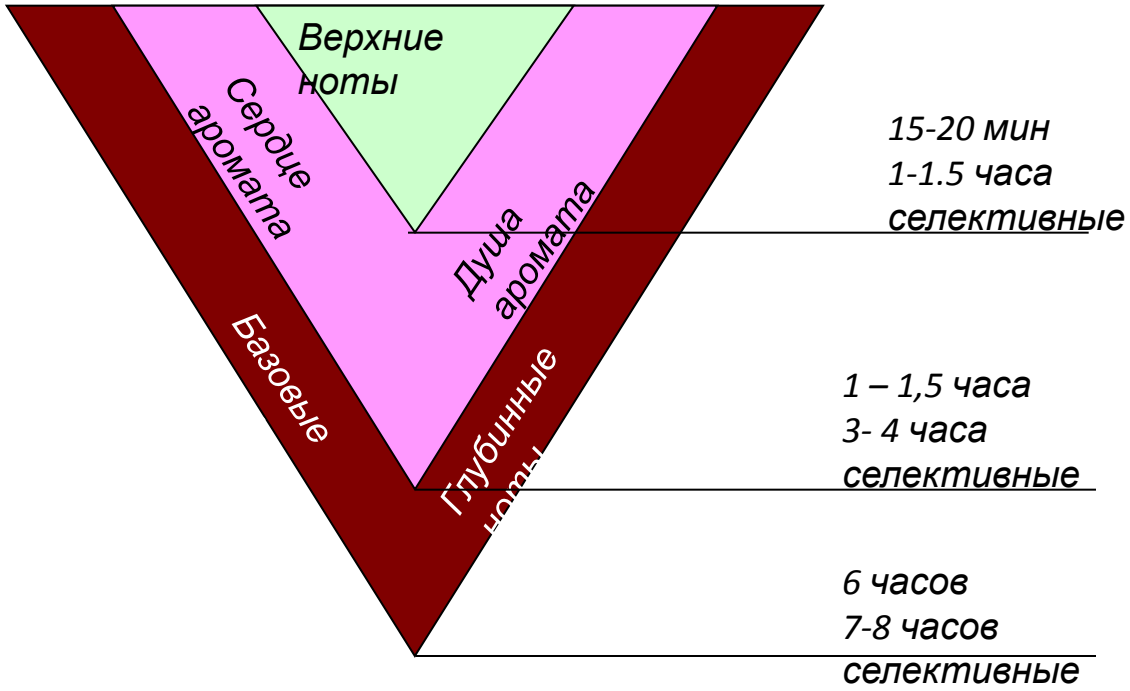 Верхние
ноты
Сердце
аромата
Душа
аромата
Базовые
Глубинные
ноты
15-20 мин
1-1.5 часа
селективные
1 – 1,5 часа
3- 4 часа
селективные
6 часов
7-8 часов
селективные